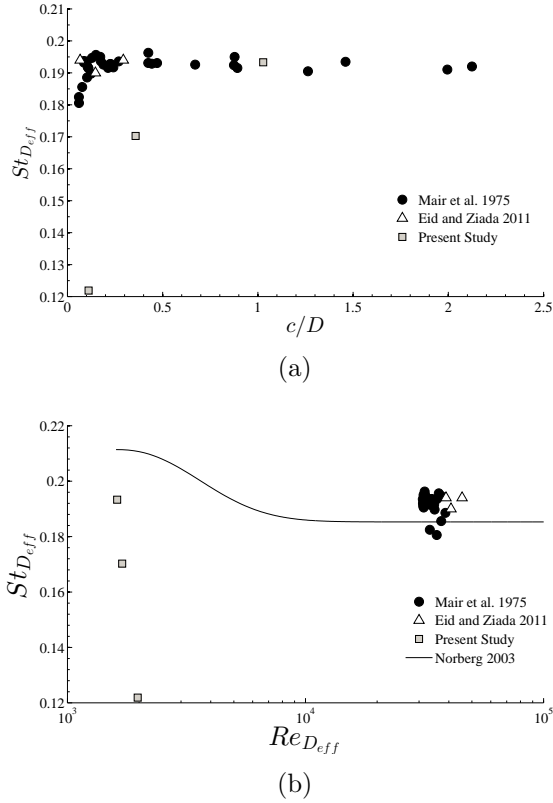 0.21
0.2
0.19
0.18
0.17
0.16
0.15
0.14
0.13
0.12
St_{D_{eff}}
Mair et al. 1975
Eid and Ziada 2011
Present Study
0 0.5 1 1.5 2 2.5
c/D
(a)
0.22
0.2
0.18
0.16
0.14
0.12
St_{D_{eff}}
Mair et al. 1975
Eid and Ziada 2011
Present Study
Norberg 2003
10^3 10^4 10^5
Re_{D_{eff}}
(b)